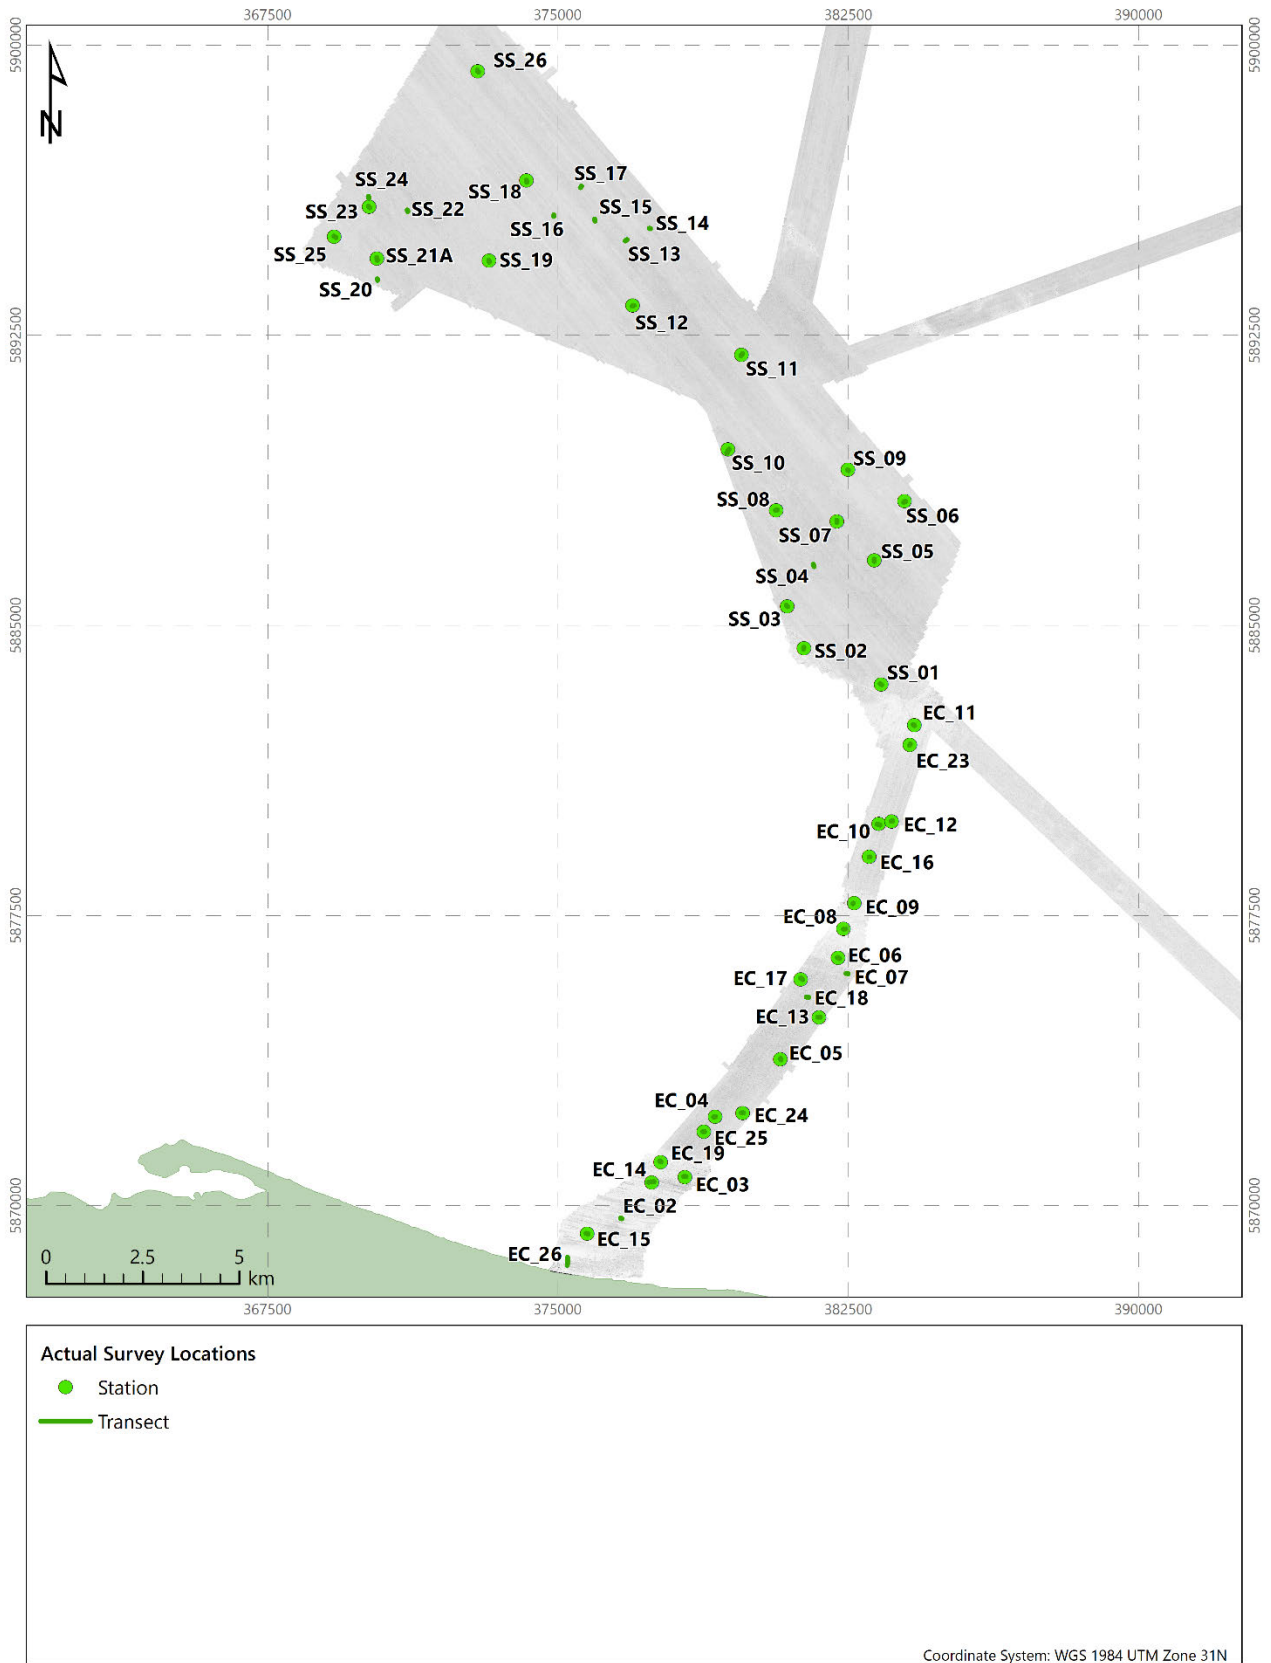 367500 375000 382500 390000
5900000 5900000
N
SS_26
SS_17
SS_24
SS_18
SS_23
SS_22
SS_15
SS_16
SS_14
SS_13
SS_25
SS_21A
SS_19
SS_20
SS_12
5892500 5892500
SS_11
SS_10
SS_09
SS_08
SS_06
SS_07
SS_05
SS_04
SS_03
5885000 5885000
SS_02
SS_01
EC_11
EC_23
EC_10
EC_12
EC_16
5877500 5877500
EC_09
EC_08
EC_06
EC_17
EC_07
EC_18
EC_13
EC_05
EC_04
EC_24
EC_25
EC_19
EC_14
EC_03
5870000 5870000
EC_02
EC_15
EC_26
0 2.5 5
km
367500 375000 382500 390000
Actual Survey Locations
Station
Transect
Coordinate System: WGS 1984 UTM Zone 31N